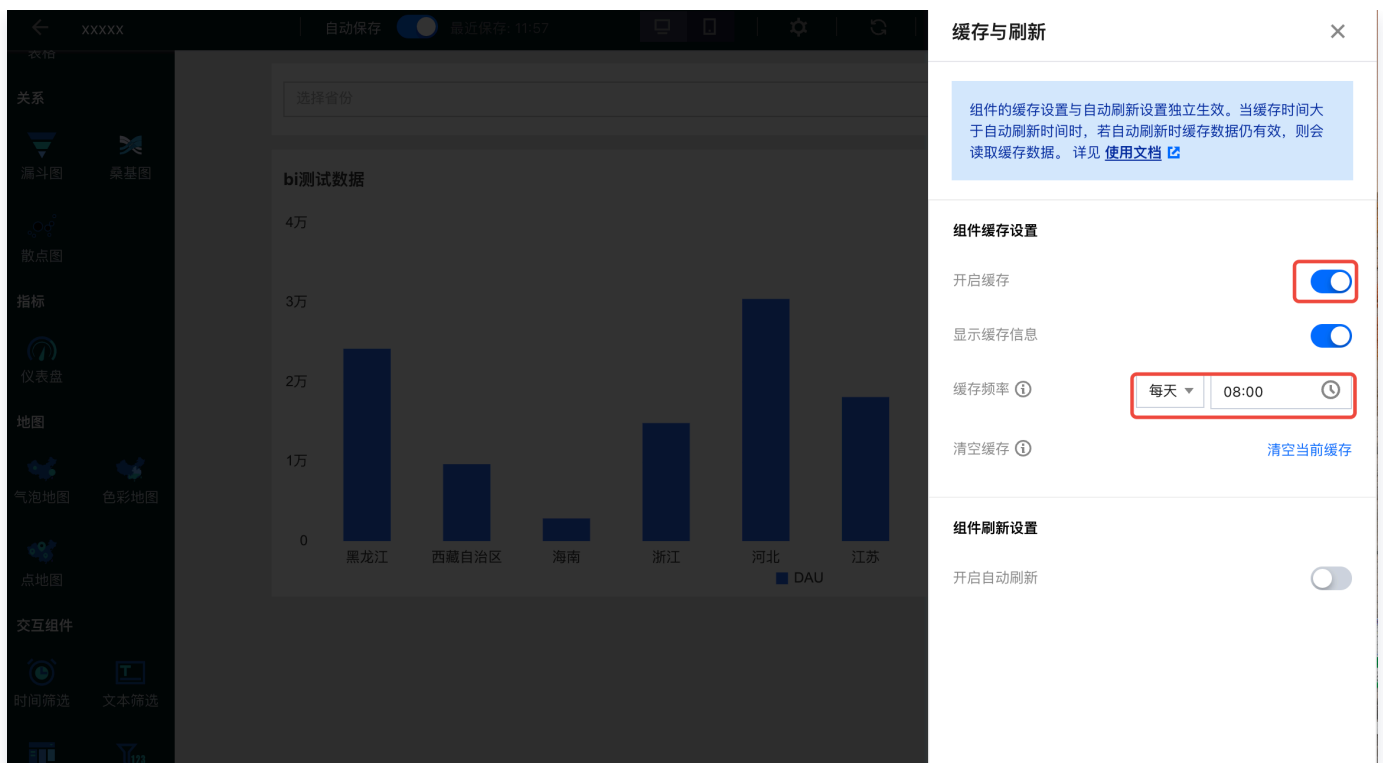 xxxxx
自动保存
最近保存: 11:57
表格
关系
漏斗图
桑基图
散点图
指标
仪表盘
地图
气泡地图
色彩地图
点地图
交互组件
时间筛选
文本筛选
T
123
选择省份
bi测试数据
4万
3万
2万
1万
0
黑龙江
西藏自治区
海南
浙江
河北
江苏
DAU
缓存与刷新
组件的缓存设置与自动刷新设置独立生效。当缓存时间大
于自动刷新时间时，若自动刷新时缓存数据仍有效，则会
读取缓存数据。 详见 使用文档
组件缓存设置
开启缓存
显示缓存信息
缓存频率
每天
08:00
清空缓存
清空当前缓存
组件刷新设置
开启自动刷新